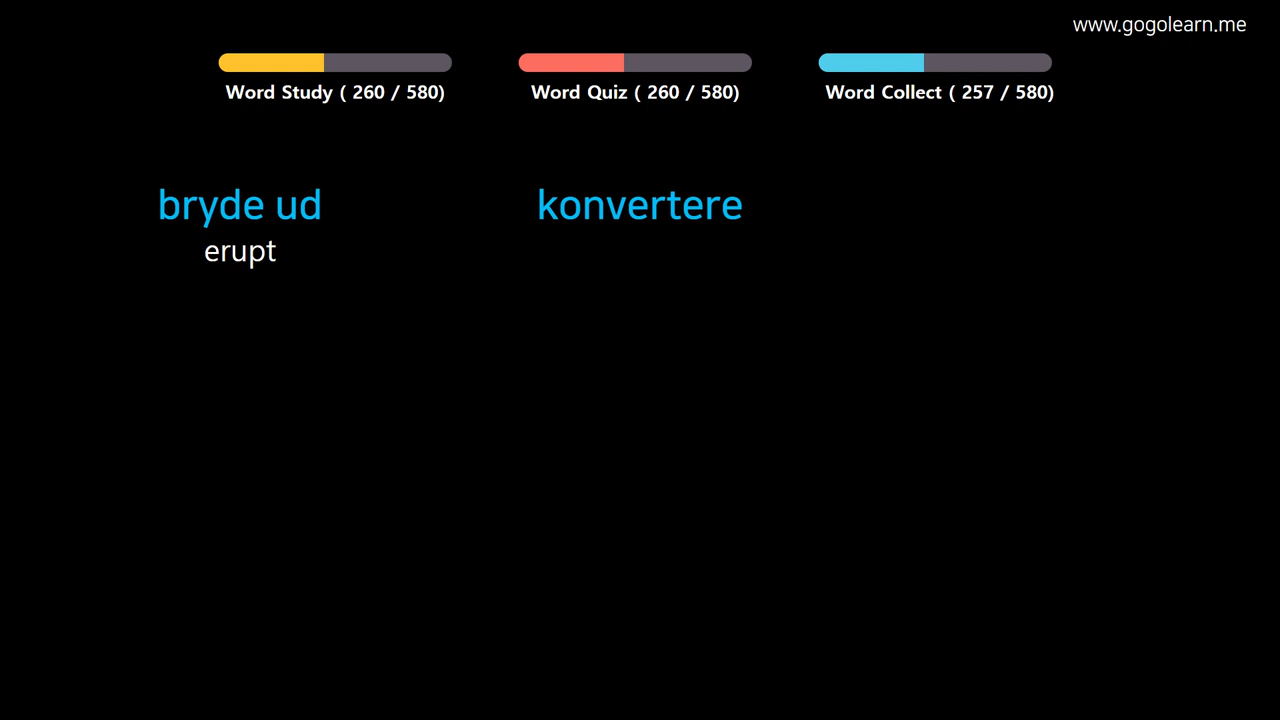 www.gogolearn.me
Word Study ( 260 / 580)
Word Quiz ( 260 / 580)
Word Collect ( 257 / 580)
bryde ud
erupt
konvertere